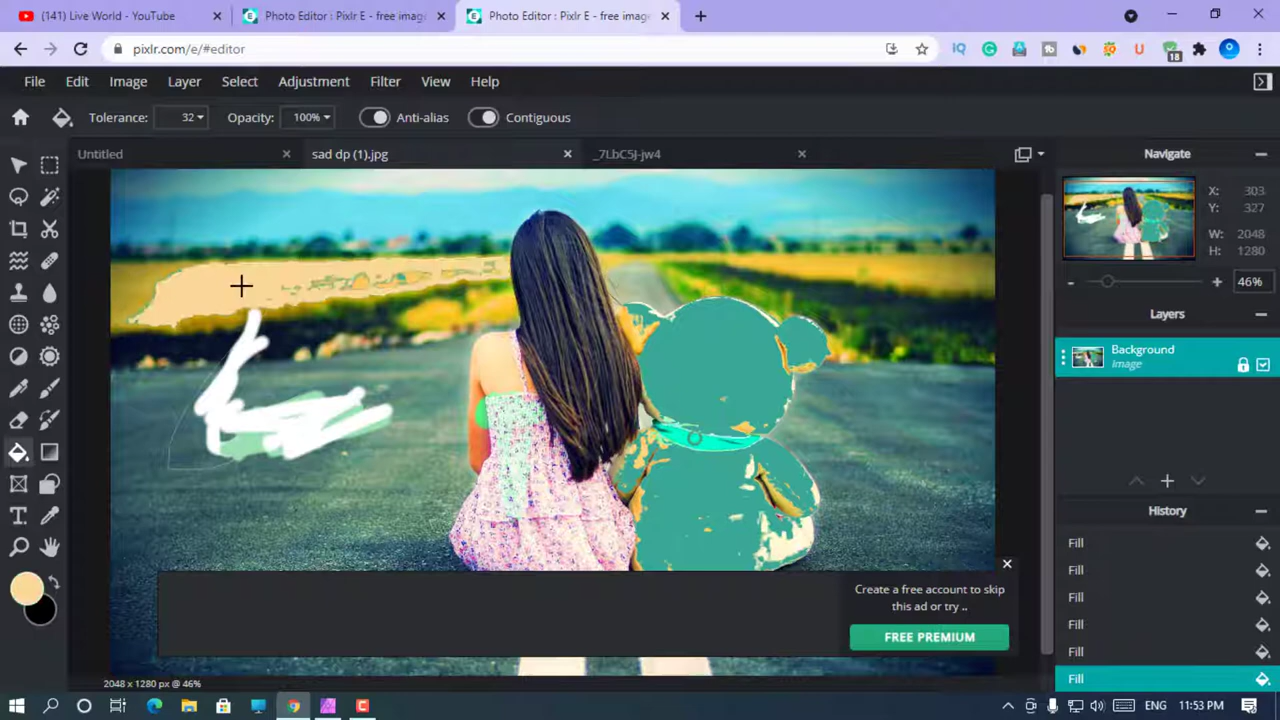 (141) Live World - YouTube
Photo Editor : Pixlr E - free imag
Photo Editor : Pixlr E - free imag
pixlr.com/e/#editor
18
File Edit Image Layer Select Adjustment Filter View Help
Tolerance: 32 Opacity: 100% Anti-alias Contiguous
Untitled
sad dp (1).jpg
_7LbC5J-jw4
Navigate
X: 303
Y: 327
W: 2048
H: 1280
46%
Layers
Background
Image
History
Fill
Fill
Fill
Fill
Fill
Fill
Create a free account to skip
this ad or try ..
FREE PREMIUM
2048 x 1280 px @ 46%
ENG 11:53 PM